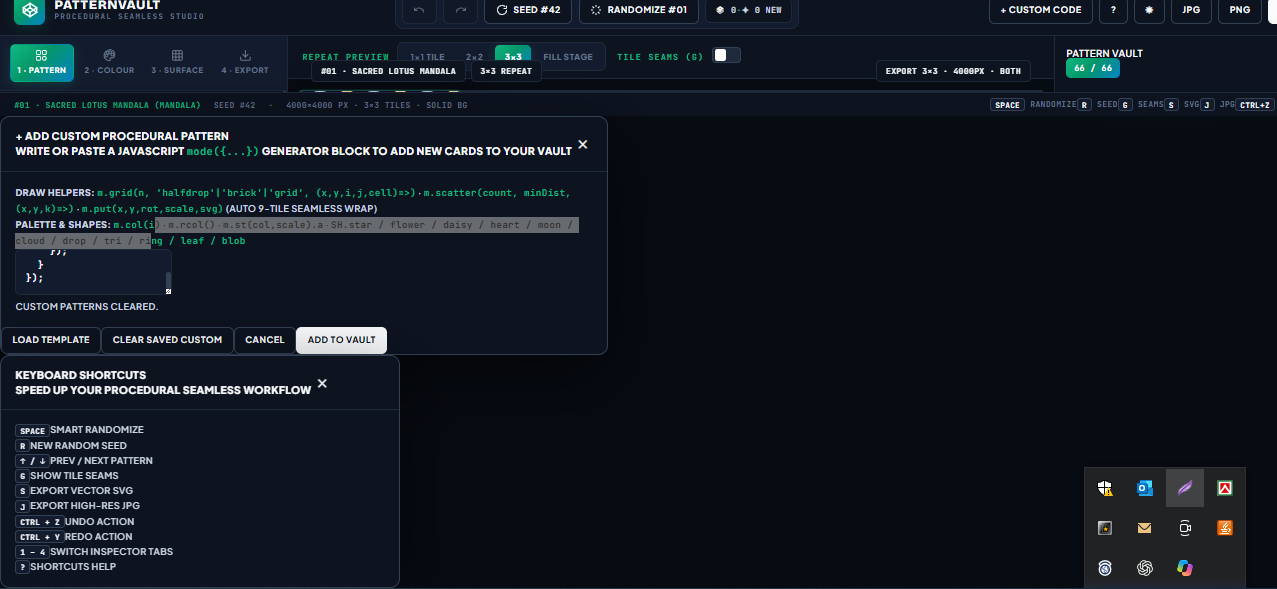 PATTERNVAULT
PROCEDURAL SEAMLESS STUDIO
SEED #42
RANDOMIZE #01
0 · ✦ 0 NEW
+ CUSTOM CODE
?
JPG
PNG
1 · PATTERN
2 · COLOUR
3 · SURFACE
4 · EXPORT
REPEAT PREVIEW
1×1 TILE
2×2
3×3
FILL STAGE
TILE SEAMS (G)
#01 · SACRED LOTUS MANDALA
3×3 REPEAT
EXPORT 3×3 · 4000PX · BOTH
PATTERN VAULT
66 / 66
#01 · SACRED LOTUS MANDALA (MANDALA) SEED #42 · 4000×4000 PX · 3×3 TILES · SOLID BG
SPACE RANDOMIZE R SEED G SEAMS S SVG J JPG CTRL+Z
+ ADD CUSTOM PROCEDURAL PATTERN
WRITE OR PASTE A JAVASCRIPT mode({...}) GENERATOR BLOCK TO ADD NEW CARDS TO YOUR VAULT ✕
DRAW HELPERS: m.grid(n, 'halfdrop'|'brick'|'grid', (x,y,i,j,cell)=>) · m.scatter(count, minDist,
(x,y,k)=>) · m.put(x,y,rot,scale,svg) (AUTO 9-TILE SEAMLESS WRAP)
PALETTE & SHAPES: m.col(i) · m.rcol() · m.st(col,scale).a · SH.star / flower / daisy / heart / moon /
cloud / drop / tri / ring / leaf / blob
});
}
});
CUSTOM PATTERNS CLEARED.
LOAD TEMPLATE
CLEAR SAVED CUSTOM
CANCEL
ADD TO VAULT
KEYBOARD SHORTCUTS
SPEED UP YOUR PROCEDURAL SEAMLESS WORKFLOW ✕
SPACE SMART RANDOMIZE
R NEW RANDOM SEED
↑ / ↓ PREV / NEXT PATTERN
G SHOW TILE SEAMS
S EXPORT VECTOR SVG
J EXPORT HIGH-RES JPG
CTRL + Z UNDO ACTION
CTRL + Y REDO ACTION
1 – 4 SWITCH INSPECTOR TABS
? SHORTCUTS HELP